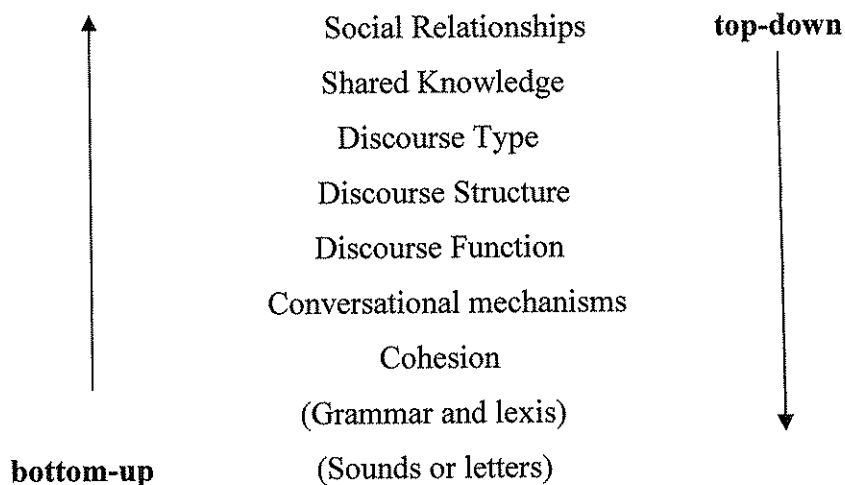 Social Relationships top-down
Shared Knowledge
Discourse Type
Discourse Structure
Discourse Function
Conversational mechanisms
Cohesion
(Grammar and lexis)
bottom-up (Sounds or letters)